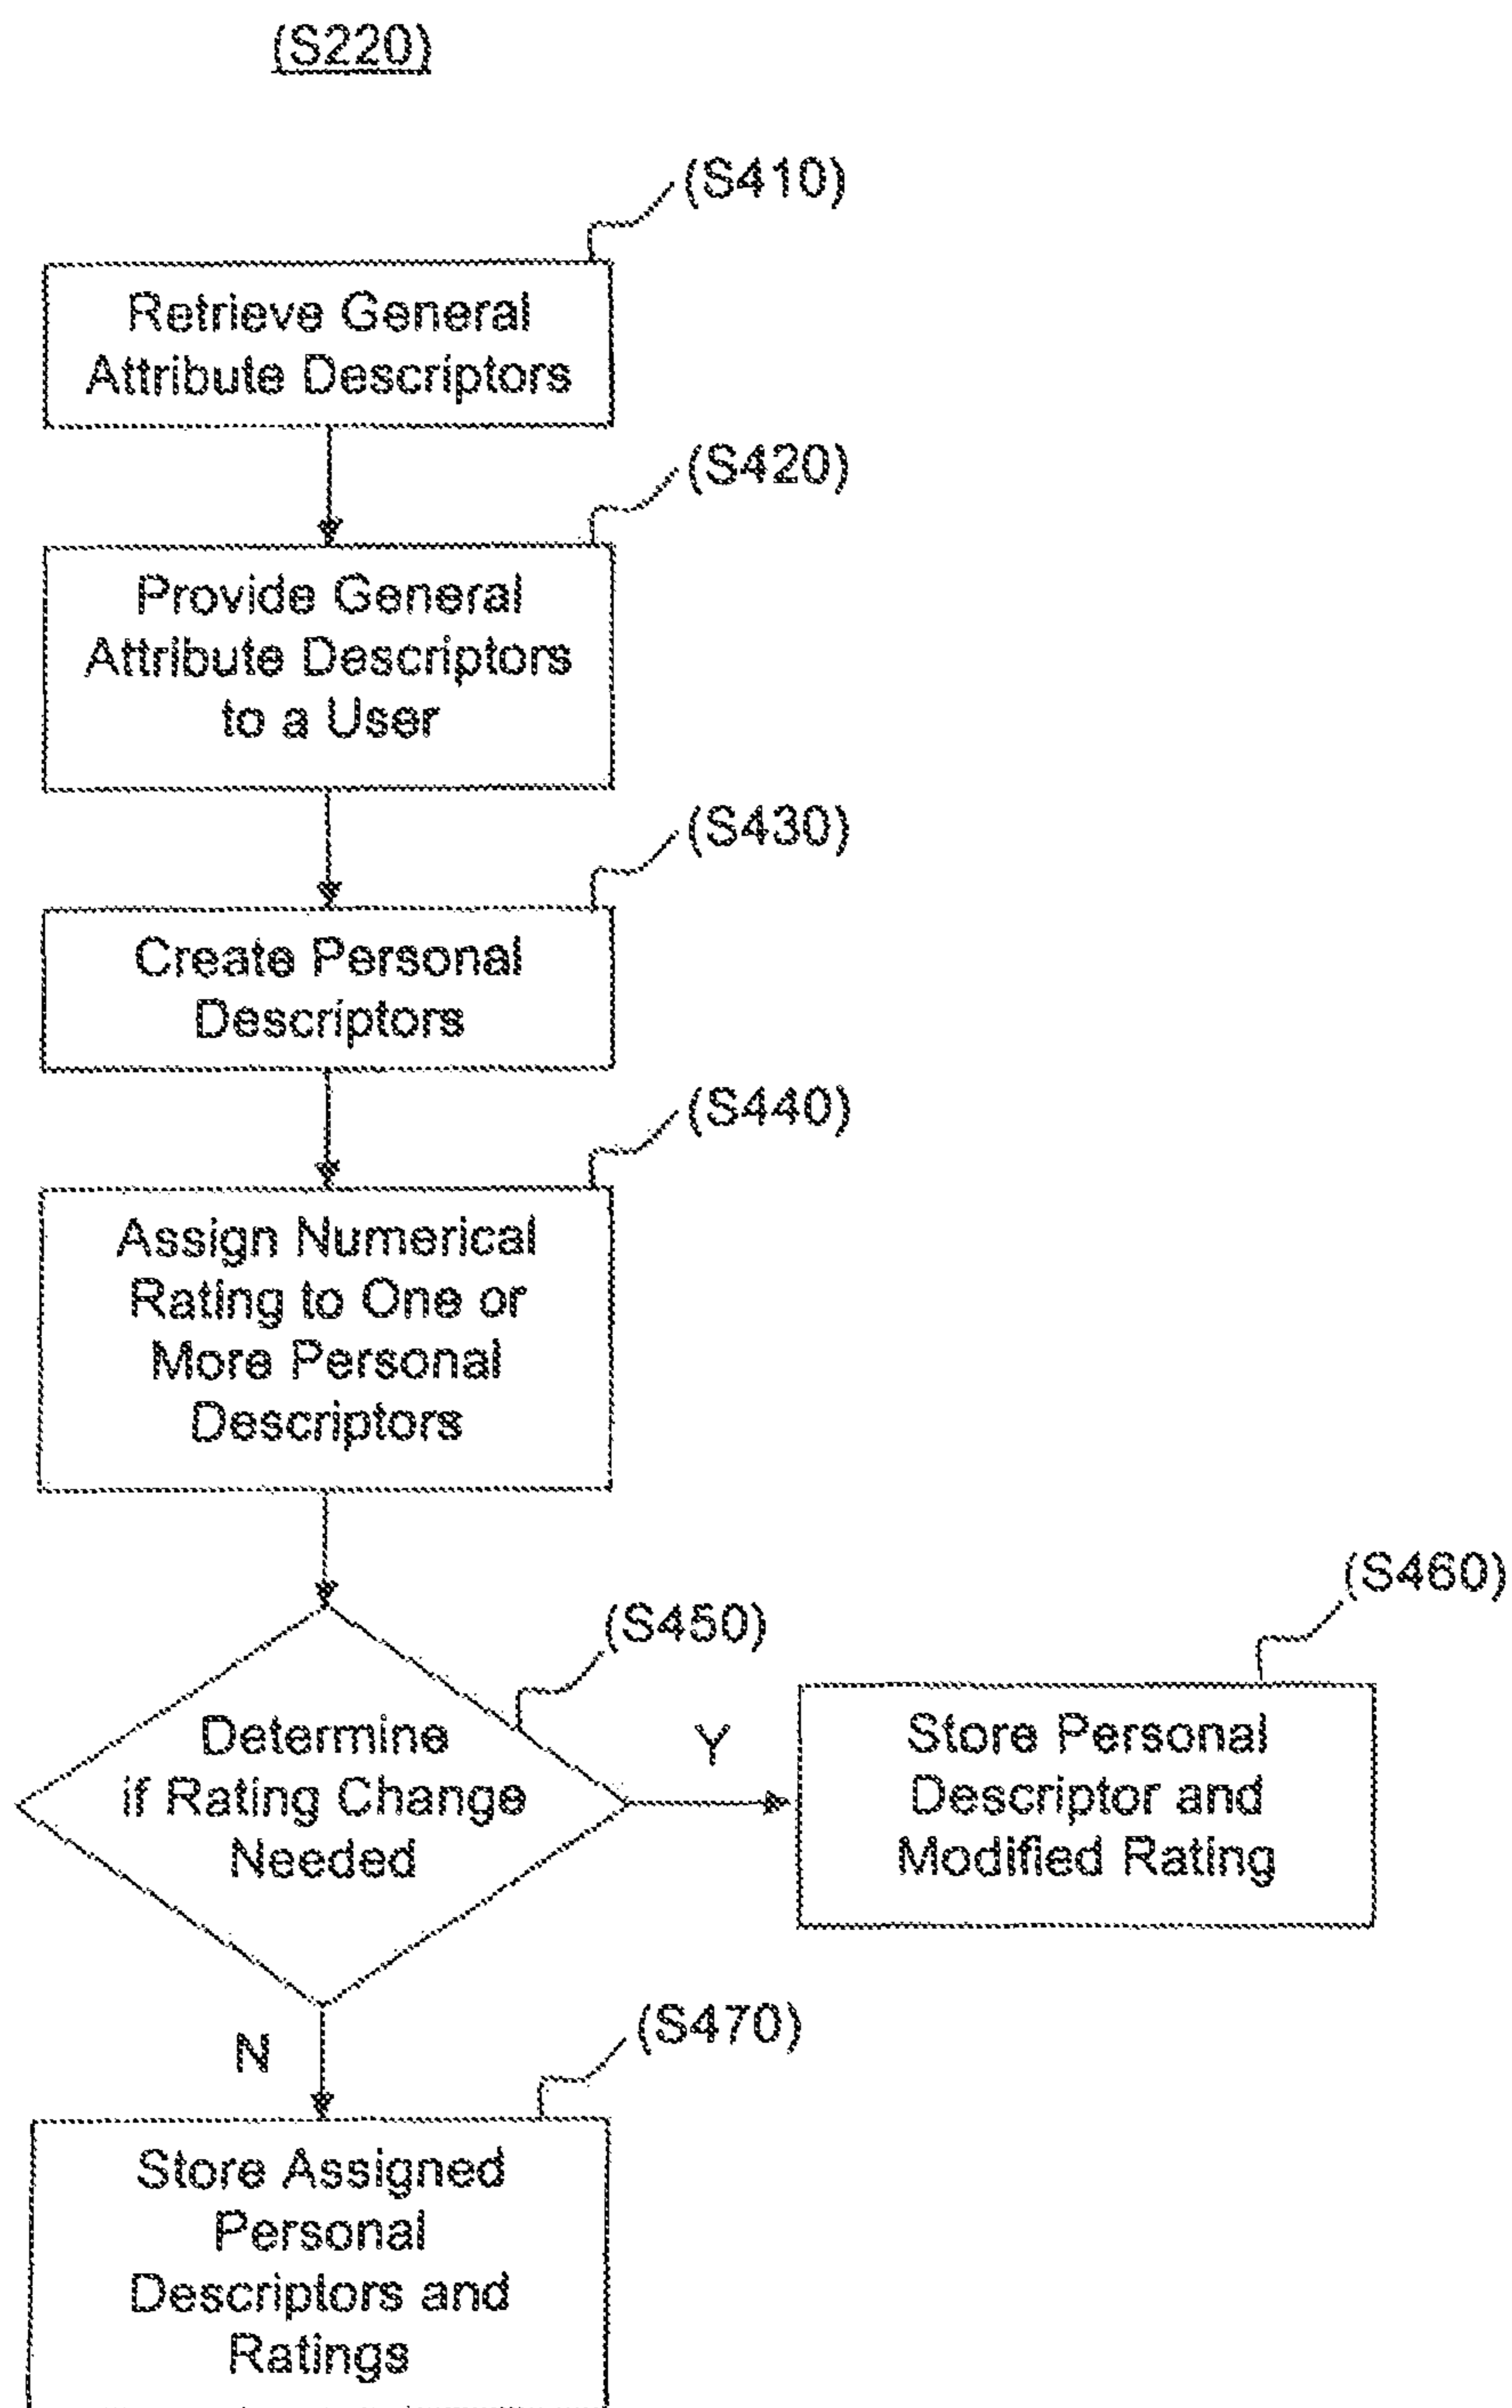 (S220)
(S410)
Retrieve General
Attribute Descriptors
(S420)
Provide General
Attribute Descriptors
to a User
(S430)
Create Personal
Descriptors
(S440)
Assign Numerical
Rating to One or
More Personal
Descriptors
(S450)
Determine
if Rating Change
Needed
Y
(S460)
Store Personal
Descriptor and
Modified Rating
N
(S470)
Store Assigned
Personal
Descriptors and
Ratings